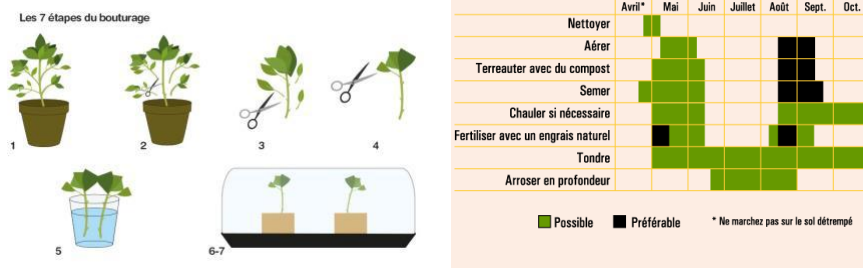 Les 7 étapes du bouturage
1
2
3
4
5
6-7
Avril* Mai Juin Juillet Août Sept. Oct.
Nettoyer
Aérer
Terreauter avec du compost
Semer
Chauler si nécessaire
Fertiliser avec un engrais naturel
Tondre
Arroser en profondeur
Possible Préférable * Ne marchez pas sur le sol détrempé